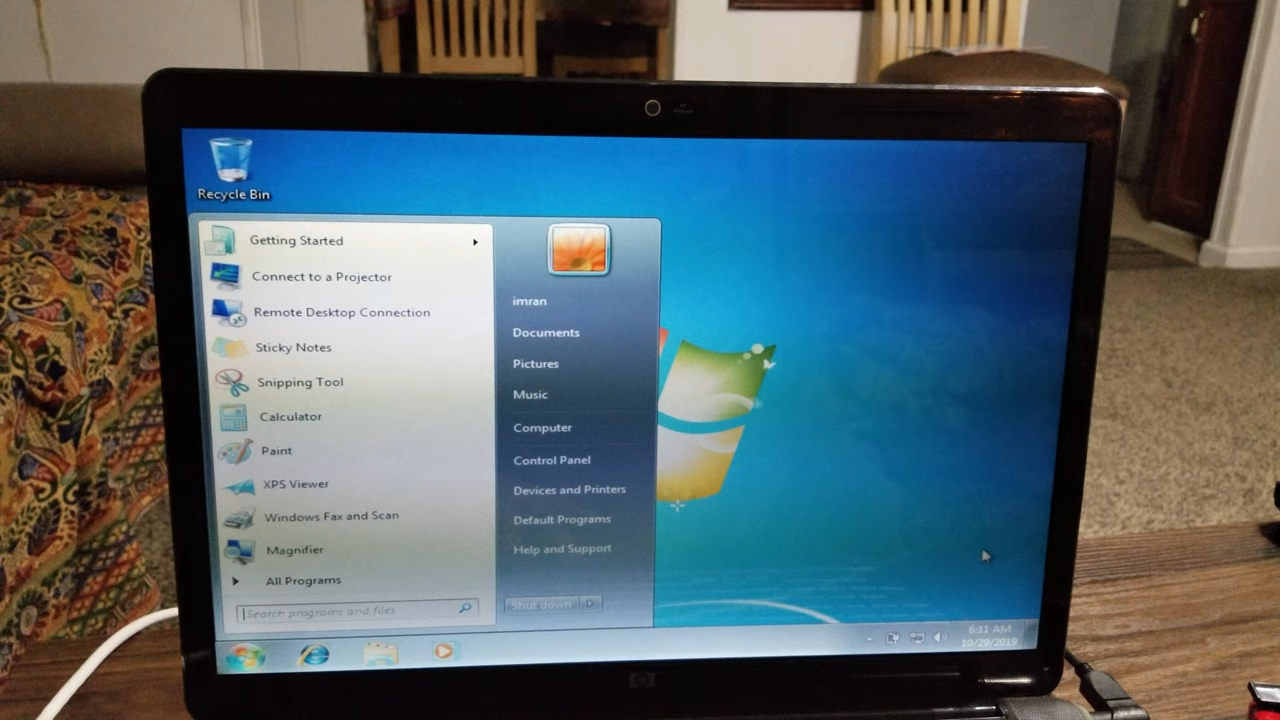 Recycle Bin
Getting Started
Connect to a Projector
Remote Desktop Connection
Sticky Notes
Snipping Tool
Calculator
Paint
XPS Viewer
Windows Fax and Scan
Magnifier
All Programs
Search programs and files
imran
Documents
Pictures
Music
Computer
Control Panel
Devices and Printers
Default Programs
Help and Support
Shut down
6:11 AM
10/29/2019
hp